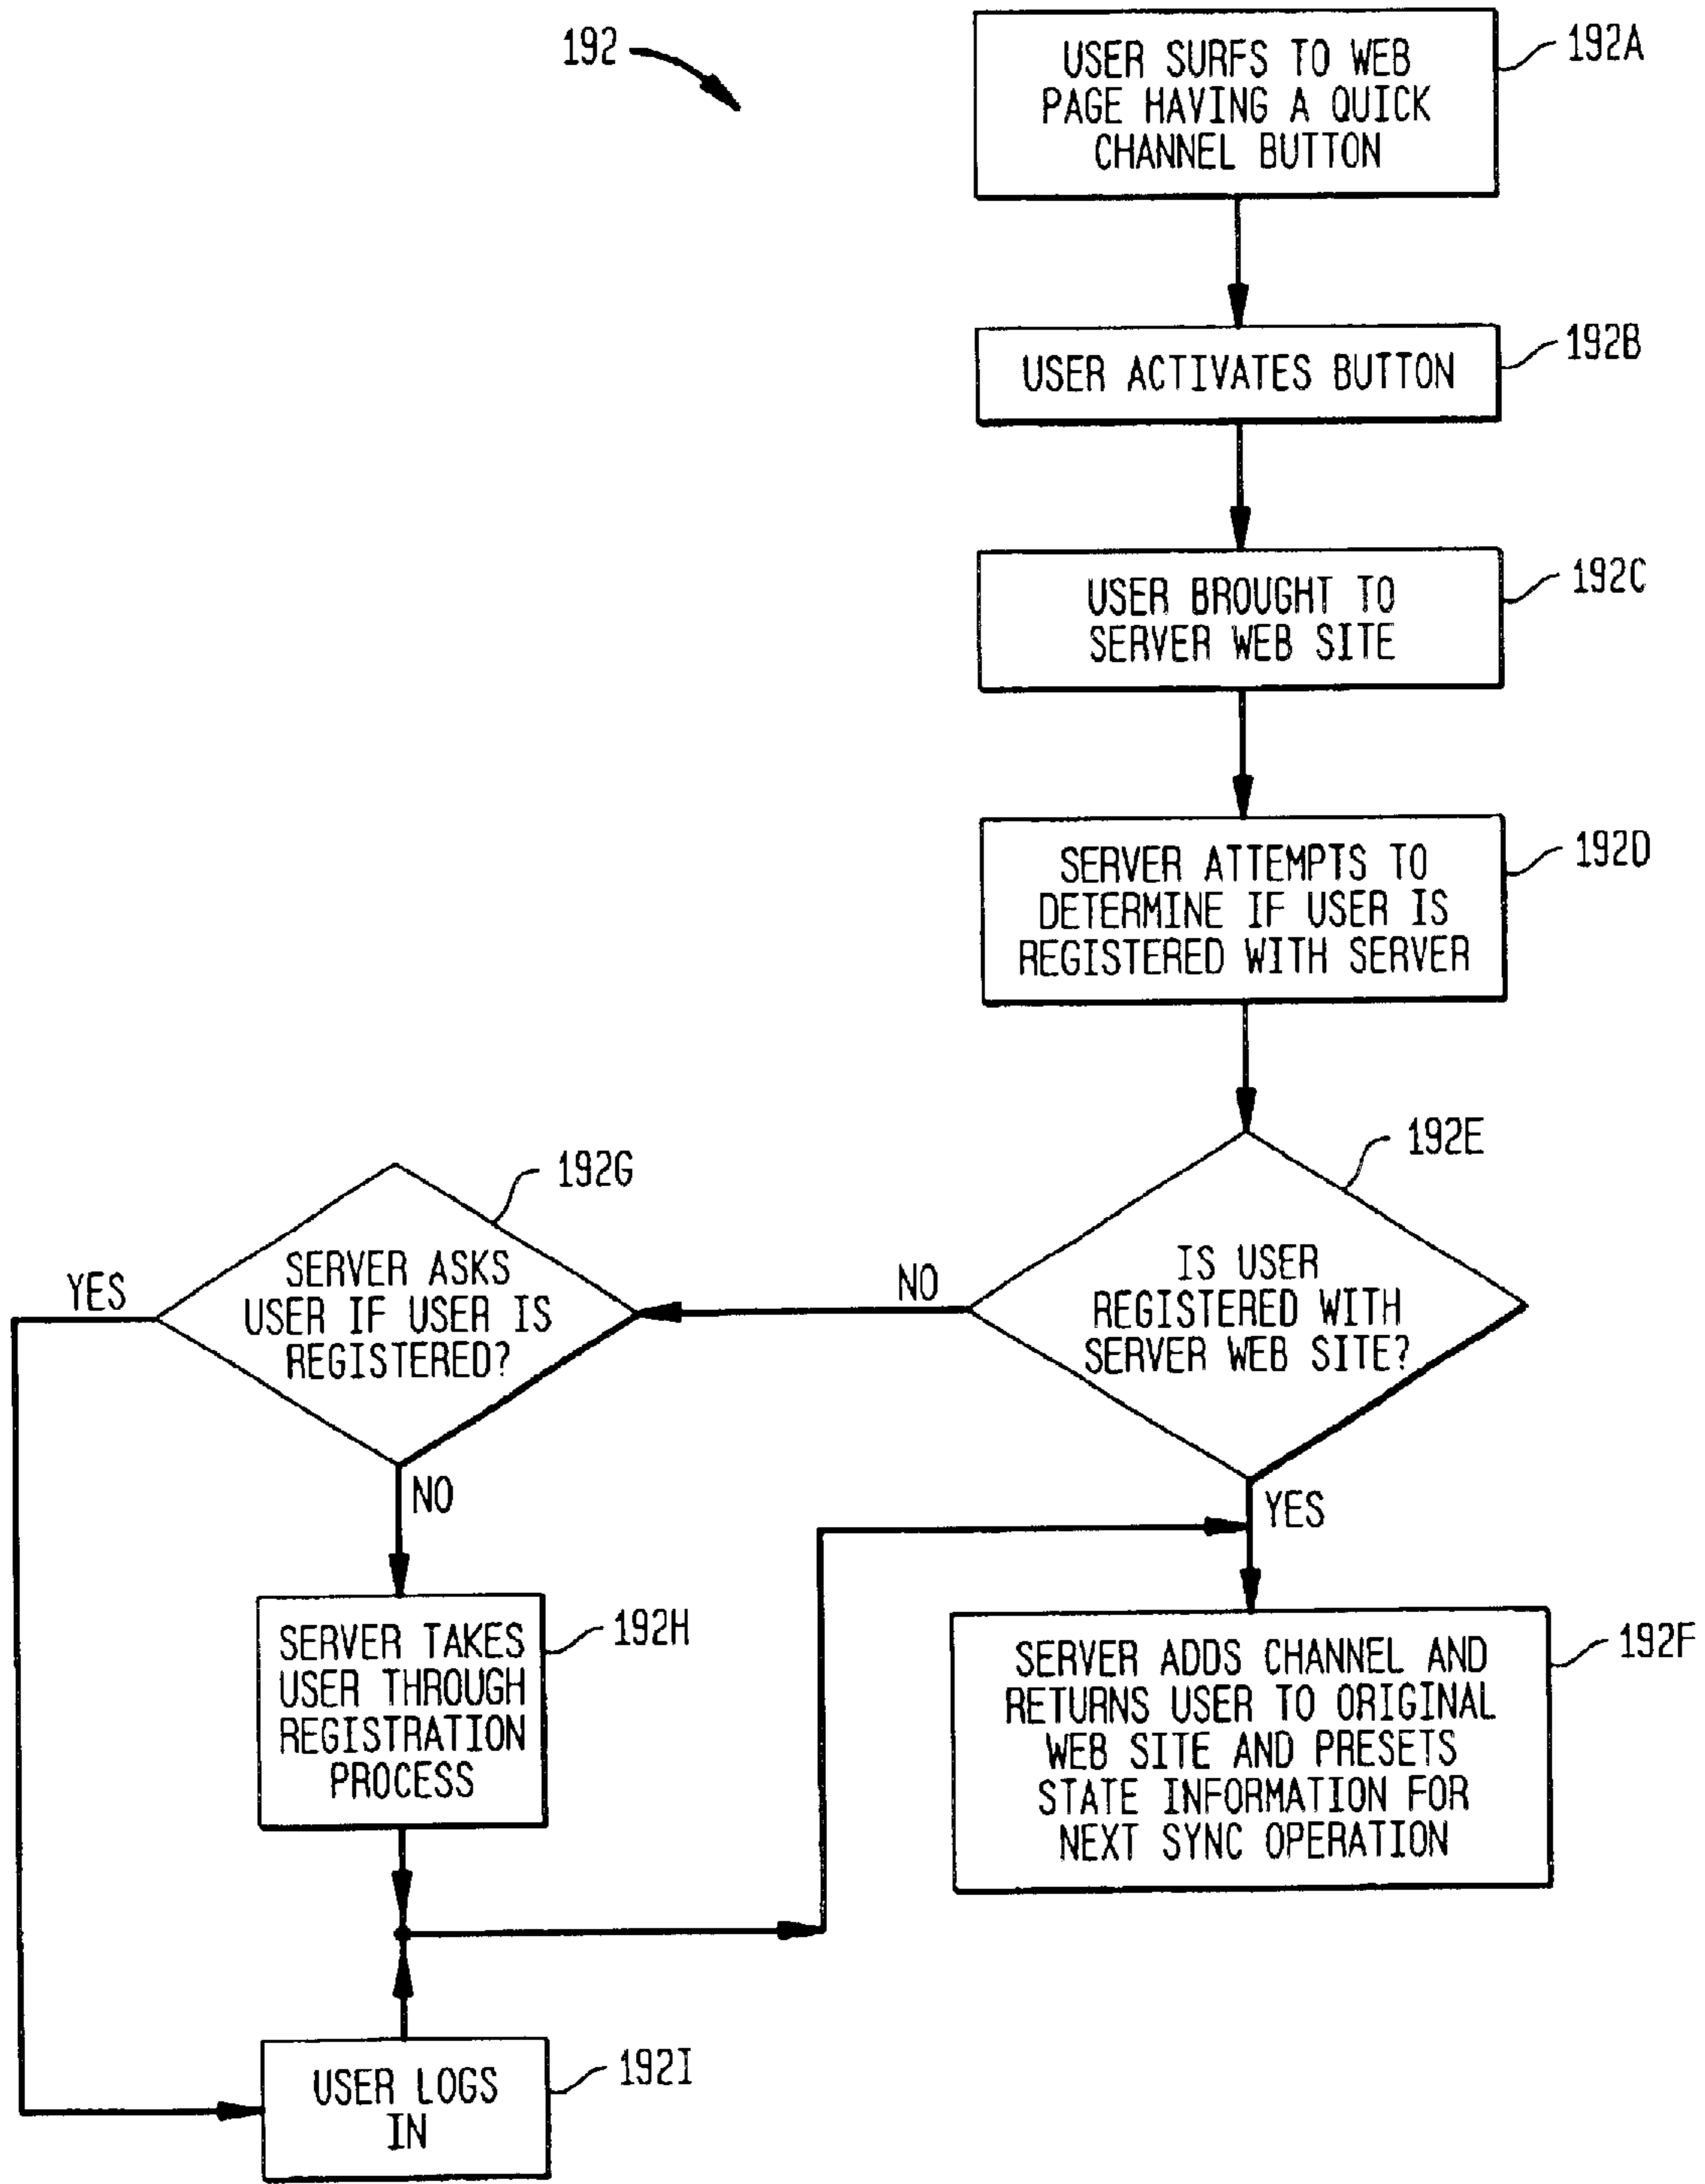 192
192A
USER SURFS TO WEB
PAGE HAVING A QUICK
CHANNEL BUTTON
192B
USER ACTIVATES BUTTON
192C
USER BROUGHT TO
SERVER WEB SITE
192D
SERVER ATTEMPTS TO
DETERMINE IF USER IS
REGISTERED WITH SERVER
192E
IS USER
REGISTERED WITH
SERVER WEB SITE?
NO
YES
192G
SERVER ASKS
USER IF USER IS
REGISTERED?
YES
NO
192H
SERVER TAKES
USER THROUGH
REGISTRATION
PROCESS
192F
SERVER ADDS CHANNEL AND
RETURNS USER TO ORIGINAL
WEB SITE AND PRESETS
STATE INFORMATION FOR
NEXT SYNC OPERATION
192I
USER LOGS
IN